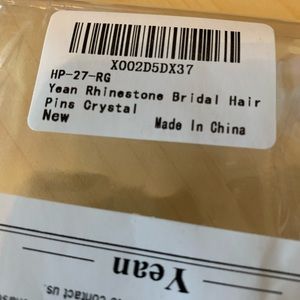 X002D5DX37
HP-27-RG
Yean Rhinestone Bridal Hair
Pins Crystal
New
Made In China
Yean
contact us.